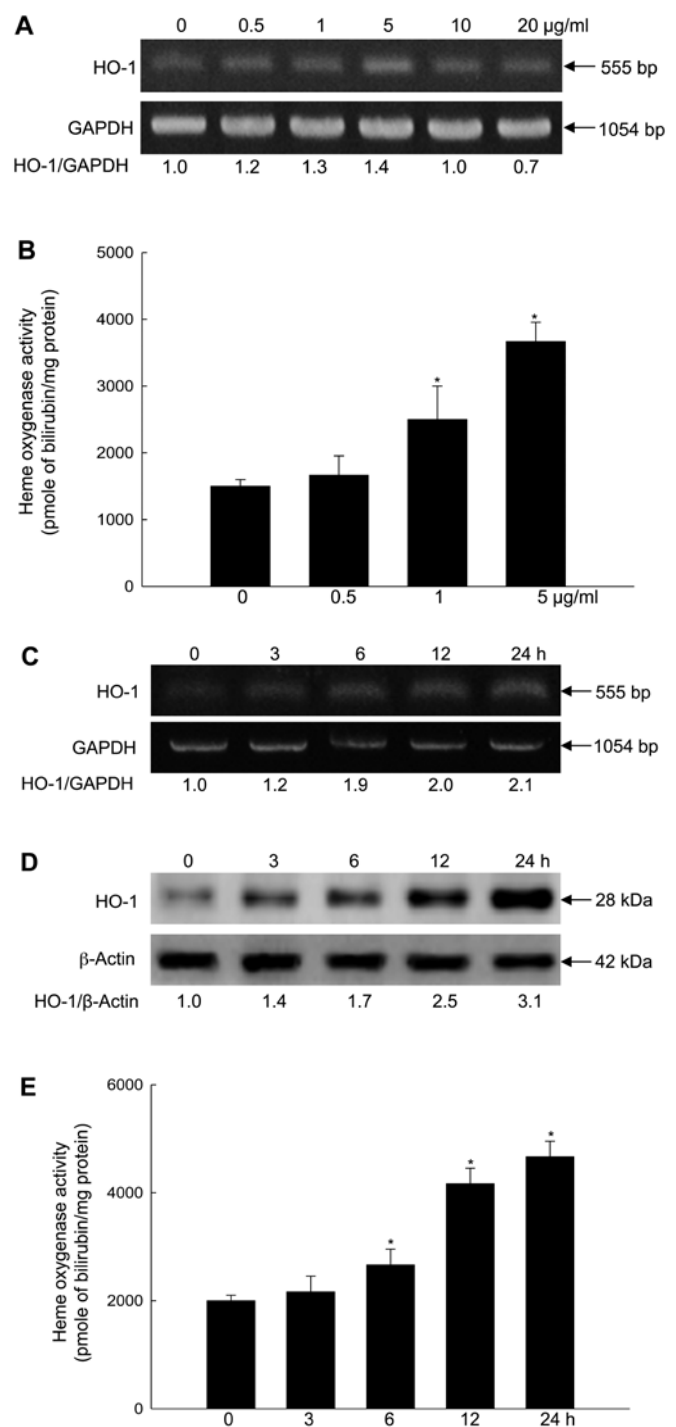 A
0 0.5 1 5 10 20 µg/ml
HO-1 555 bp
GAPDH 1054 bp
HO-1/GAPDH 1.0 1.2 1.3 1.4 1.0 0.7
B
Heme oxygenase activity
(pmole of bilirubin/mg protein)
5000
4000
3000
2000
1000
0
* *
0 0.5 1 5 µg/ml
C
0 3 6 12 24 h
HO-1 555 bp
GAPDH 1054 bp
HO-1/GAPDH 1.0 1.2 1.9 2.0 2.1
D
0 3 6 12 24 h
HO-1 28 kDa
β-Actin 42 kDa
HO-1/β-Actin 1.0 1.4 1.7 2.5 3.1
E
Heme oxygenase activity
(pmole of bilirubin/mg protein)
6000
4000
2000
0
* * *
0 3 6 12 24 h